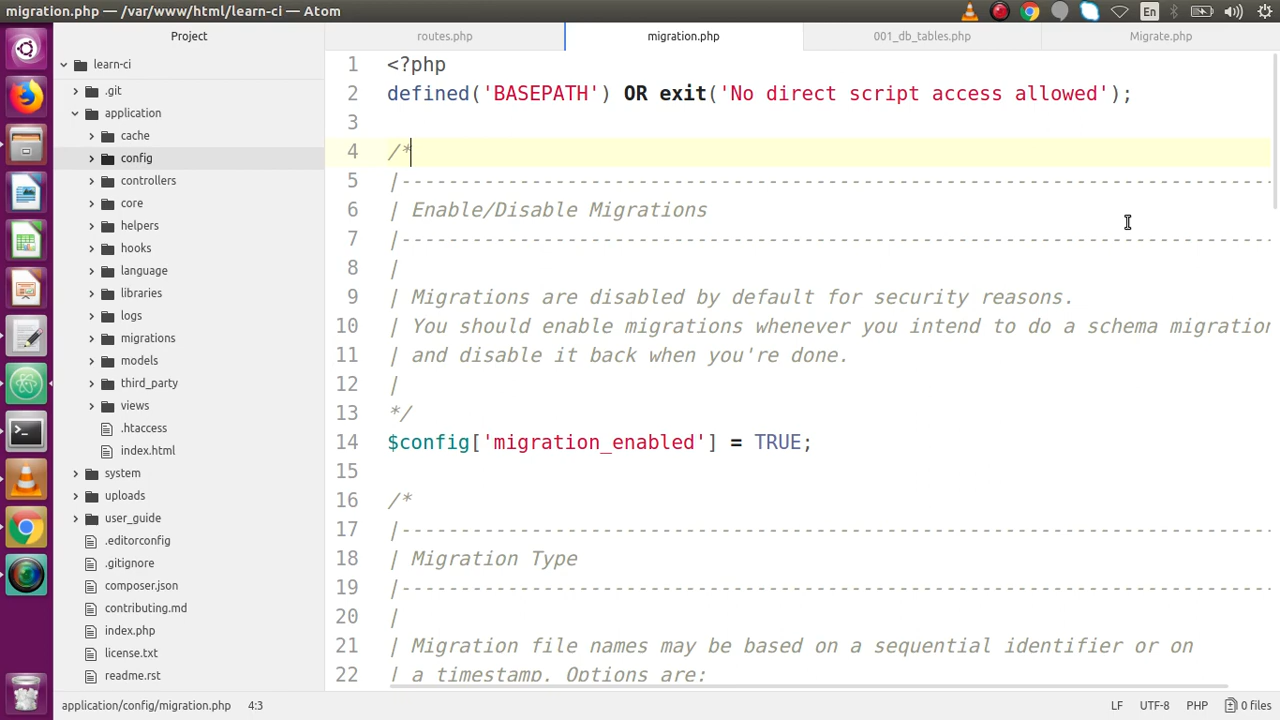 migration.php — /var/www/html/learn-ci — Atom
En
Project
routes.php
migration.php
001_db_tables.php
Migrate.php
learn-ci
.git
application
cache
config
controllers
core
helpers
hooks
language
libraries
logs
migrations
models
third_party
views
.htaccess
index.html
system
uploads
user_guide
.editorconfig
.gitignore
composer.json
contributing.md
index.php
license.txt
readme.rst
1 <?php
2 defined('BASEPATH') OR exit('No direct script access allowed');
3
4 /*
5 |--------------------------------------------------------------------------
6 | Enable/Disable Migrations
7 |--------------------------------------------------------------------------
8 |
9 | Migrations are disabled by default for security reasons.
10 | You should enable migrations whenever you intend to do a schema migration
11 | and disable it back when you're done.
12 |
13 */
14 $config['migration_enabled'] = TRUE;
15
16 /*
17 |--------------------------------------------------------------------------
18 | Migration Type
19 |--------------------------------------------------------------------------
20 |
21 | Migration file names may be based on a sequential identifier or on
22 | a timestamp. Options are:
application/config/migration.php 4:3
LF UTF-8 PHP 0 files